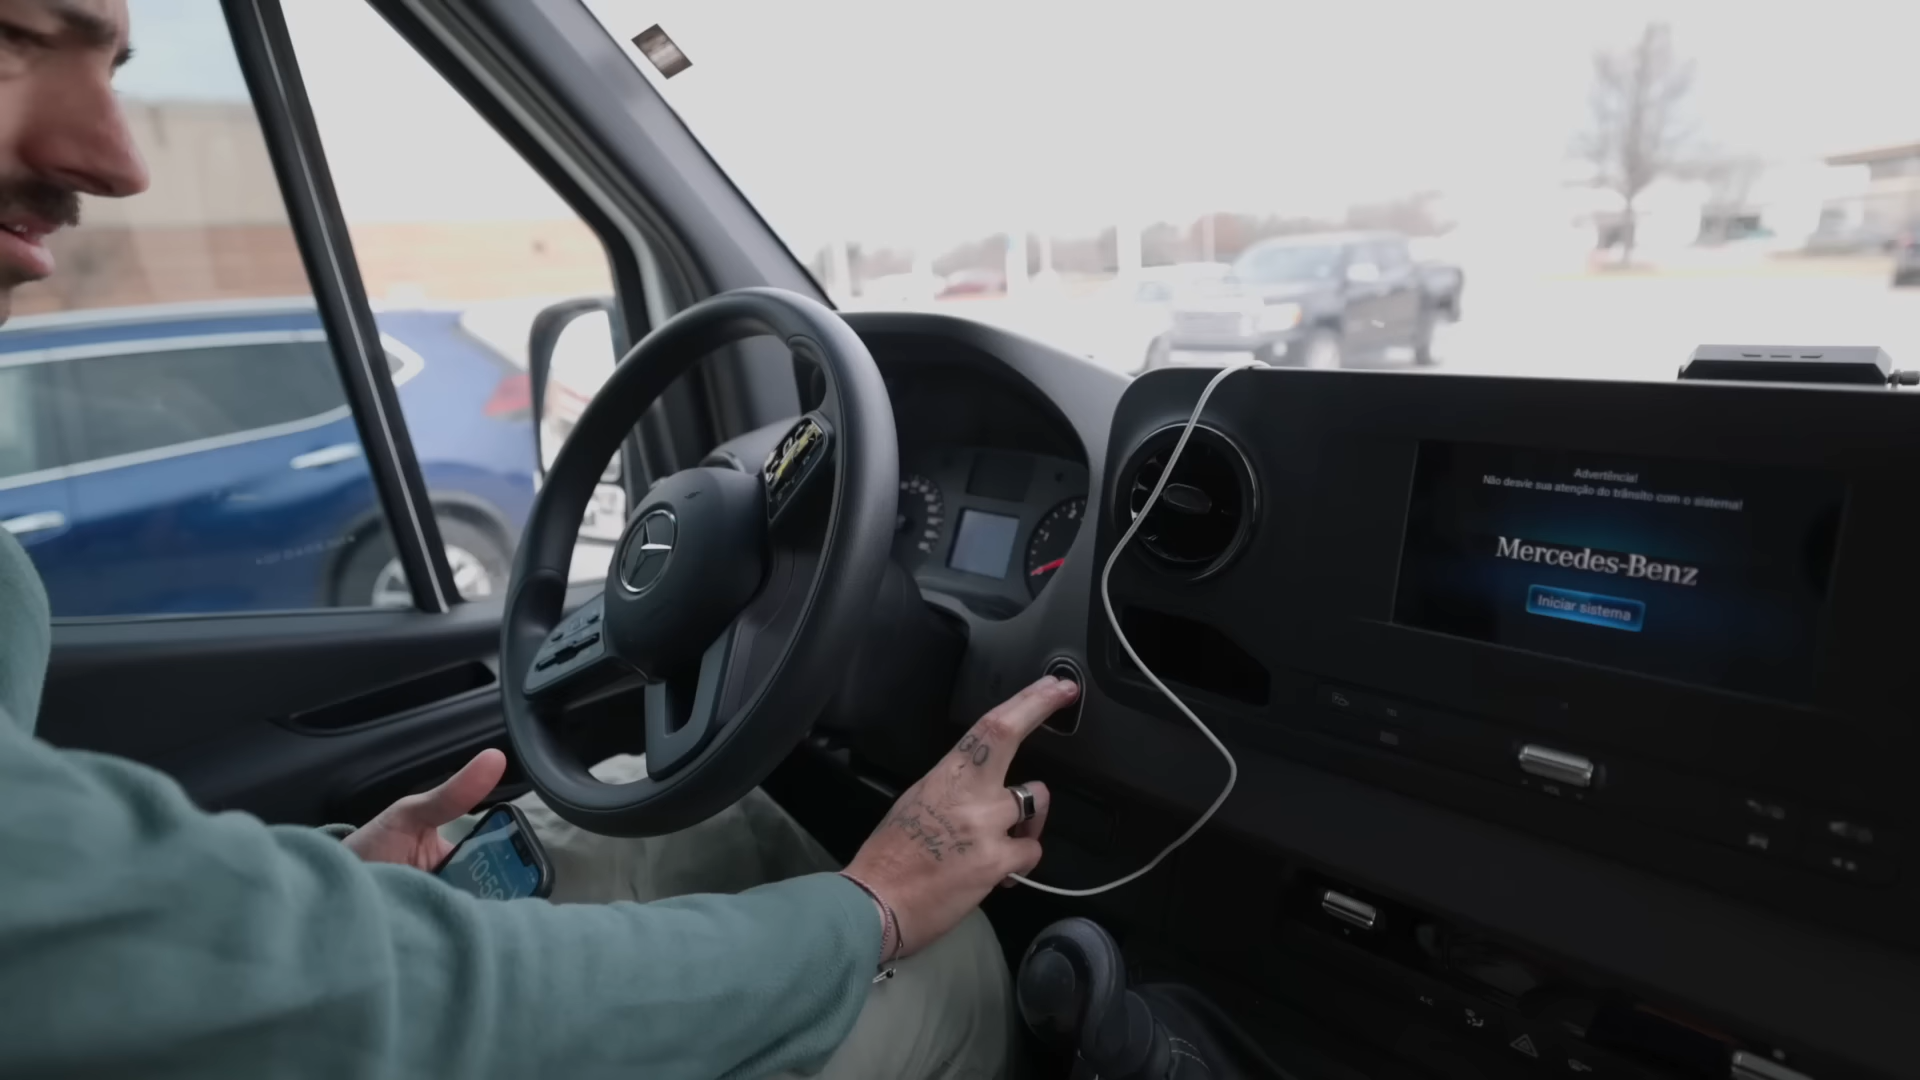 Advertência!
Não desvie sua atenção do trânsito com o sistema!
Mercedes-Benz
Iniciar sistema